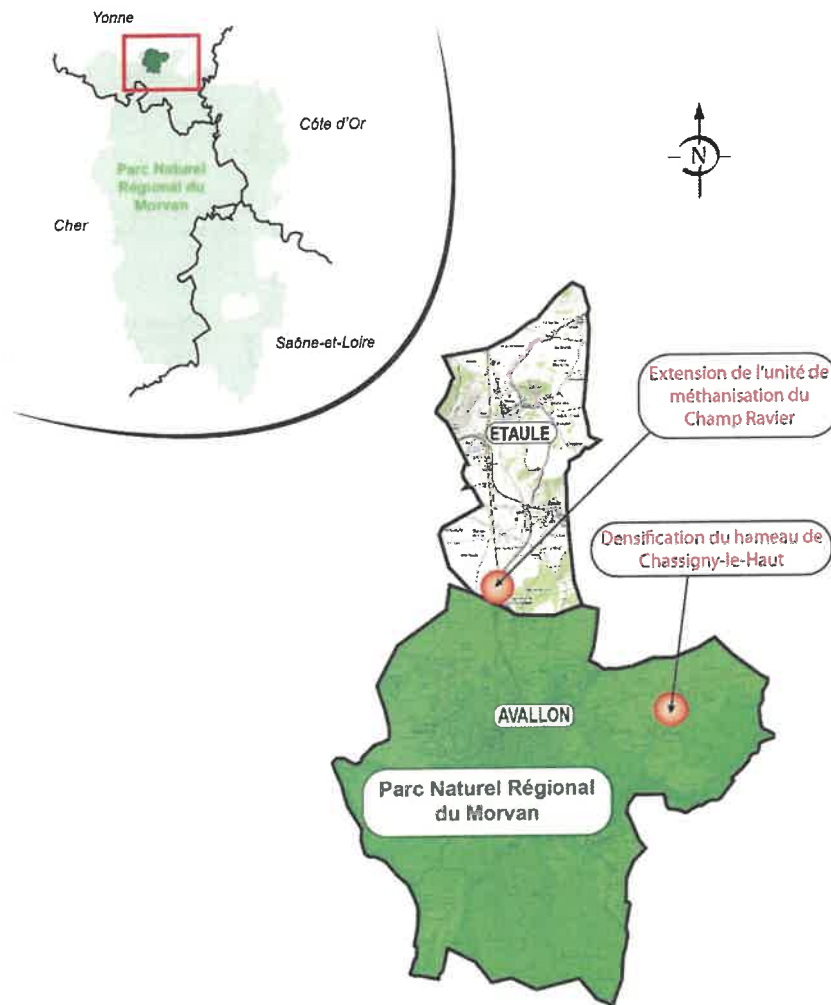 Yonne
Côte d'Or
Parc Naturel
Régional du
Morvan
Cher
Saône-et-Loire
N
Extension de l'unité de
méthanisation du
Champ Ravier
ETAULE
Densification du hameau de
Chassigny-le-Haut
AVALLON
Parc Naturel Régional
du Morvan